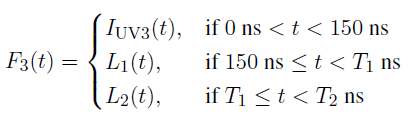 I_UV3(t), if 0 ns < t < 150 ns
F_3(t) = { L_1(t), if 150 ns ≤ t < T_1 ns
L_2(t), if T_1 ≤ t < T_2 ns